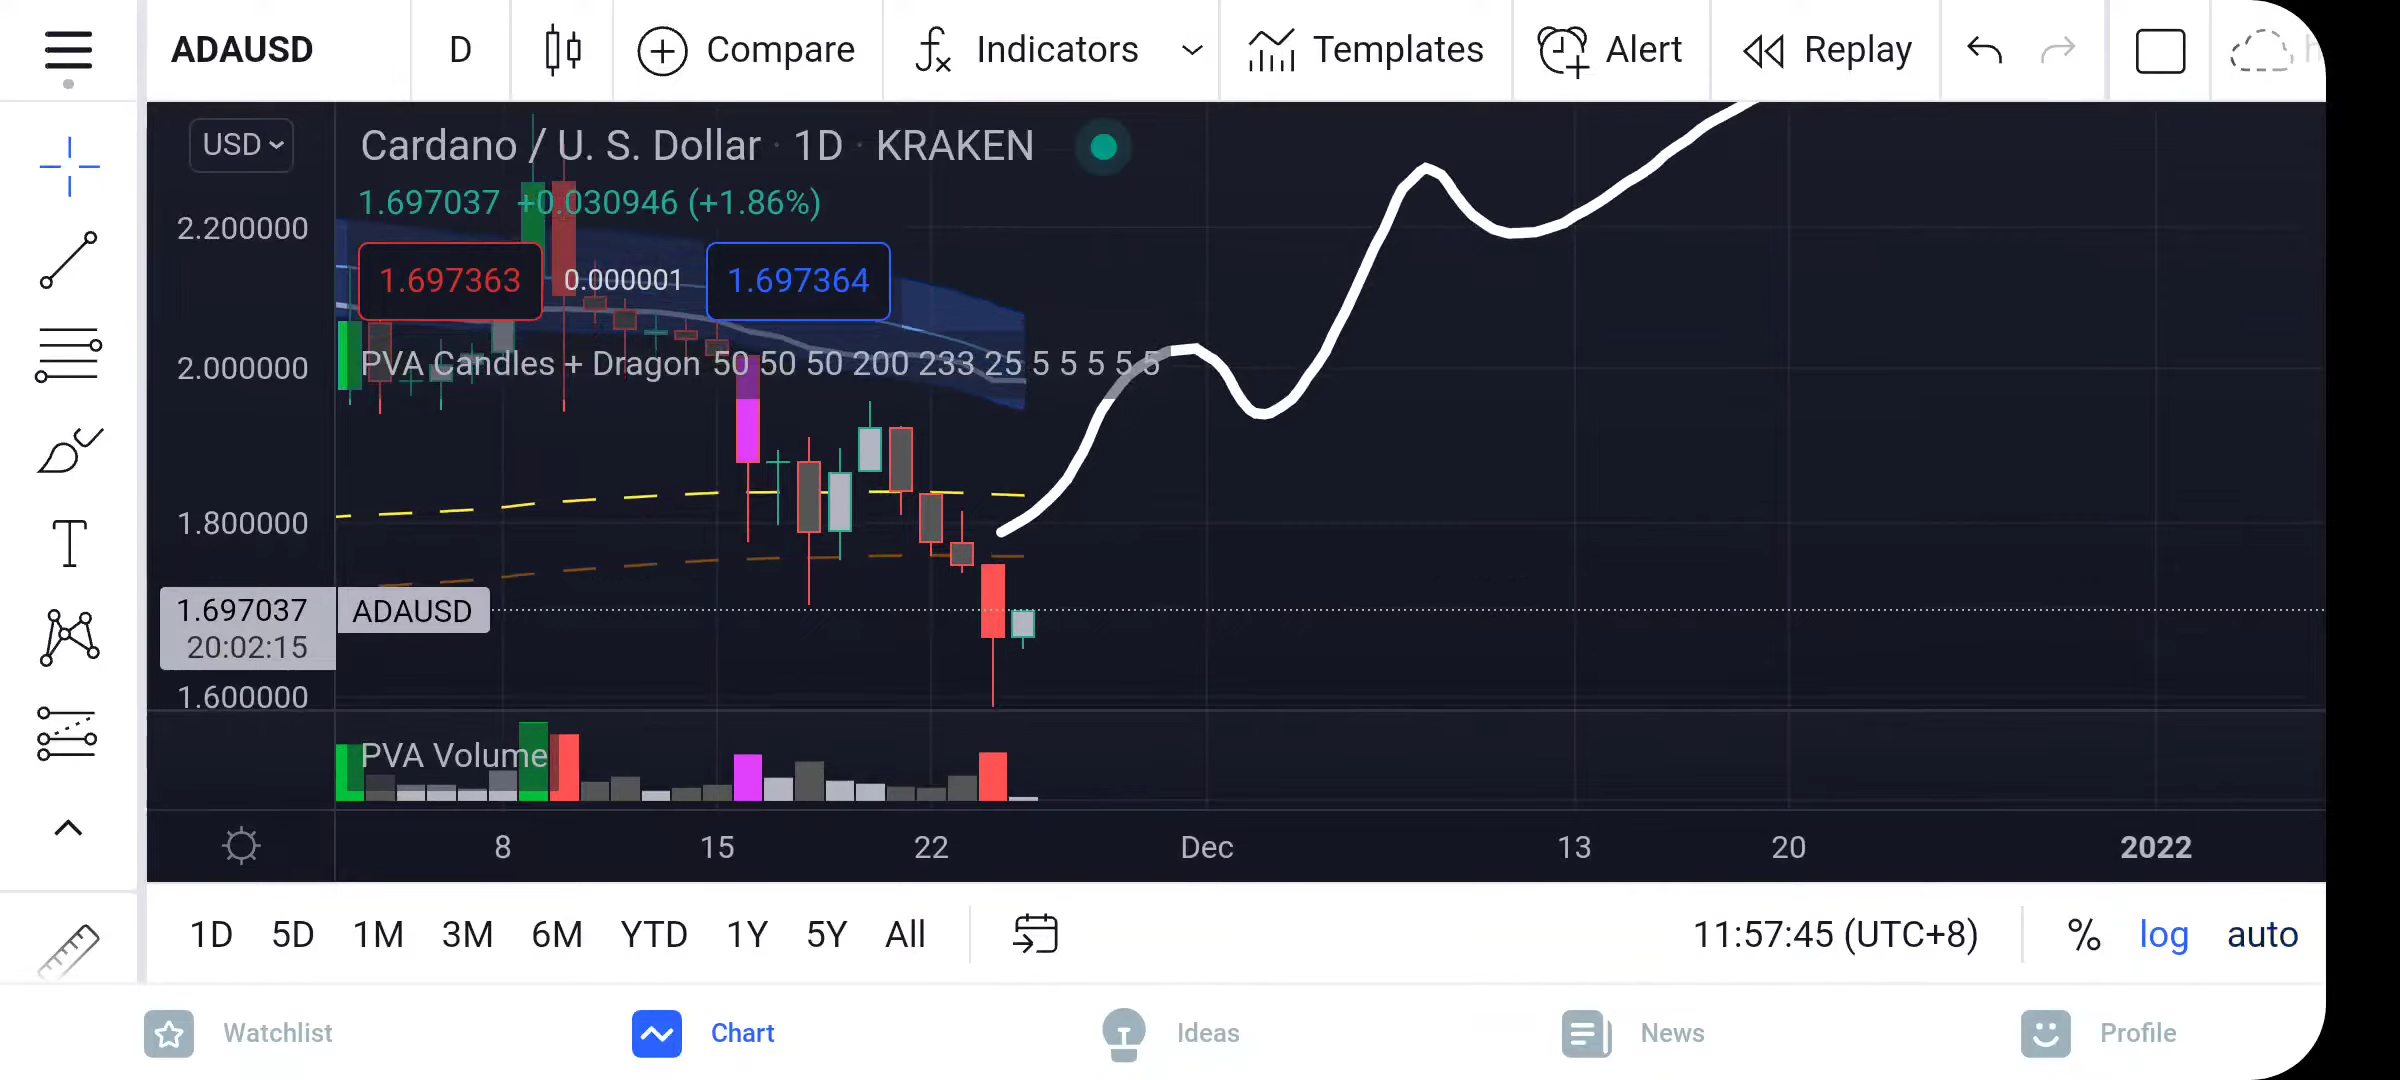 ADAUSD D Compare Indicators Templates Alert Replay
USD Cardano / U. S. Dollar · 1D · KRAKEN
1.697037 +0.030946 (+1.86%)
2.200000
1.697363 0.000001 1.697364
2.000000 PVA Candles + Dragon 50 50 50 200 233 25 5 5 5 5 5
1.800000
1.697037 ADAUSD
20:02:15
1.600000
PVA Volume
8 15 22 Dec 13 20 2022
1D 5D 1M 3M 6M YTD 1Y 5Y All 11:57:45 (UTC+8) % log auto
Watchlist Chart Ideas News Profile